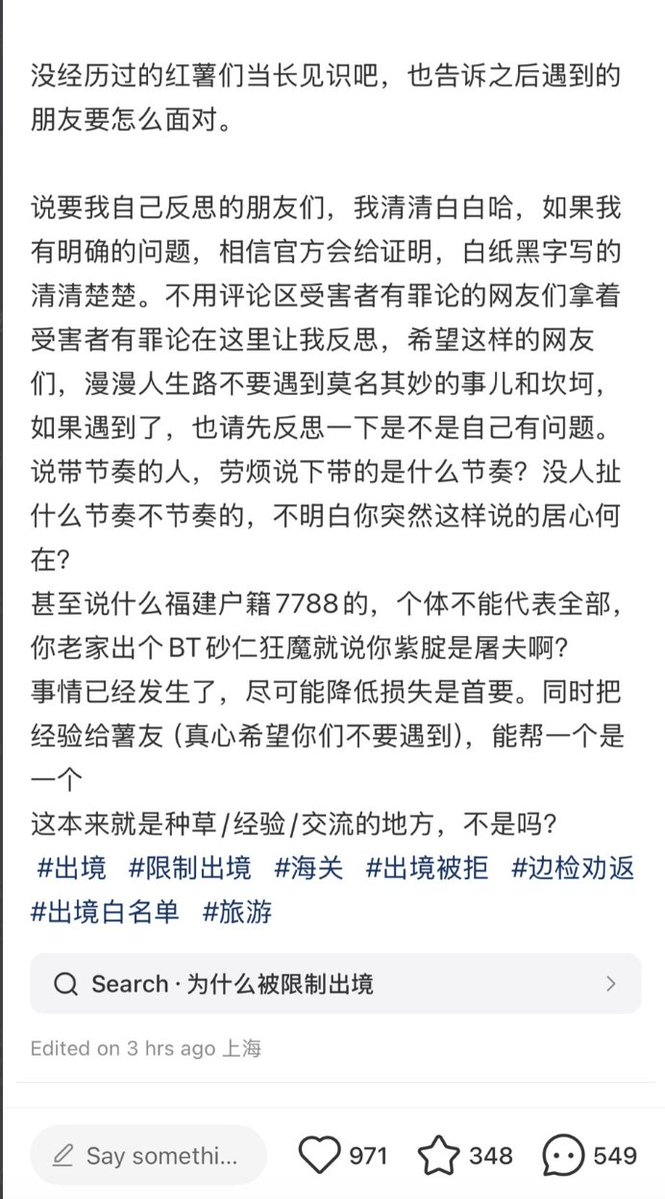 没经历过的红薯们当长见识吧，也告诉之后遇到的
朋友要怎么面对。
说要我自己反思的朋友们，我清清白白哈，如果我
有明确的问题，相信官方会给证明，白纸黑字写的
清清楚楚。不用评论区受害者有罪论的网友们拿着
受害者有罪论在这里让我反思，希望这样的网友
们，漫漫人生路不要遇到莫名其妙的事儿和坎坷，
如果遇到了，也请先反思一下是不是自己有问题。
说带节奏的人，劳烦说下带的是什么节奏？没人扯
什么节奏不节奏的，不明白你突然这样说的居心何
在？
甚至说什么福建户籍7788的，个体不能代表全部，
你老家出个BT砂仁狂魔就说你紫腚是屠夫啊？
事情已经发生了，尽可能降低损失是首要。同时把
经验给薯友（真心希望你们不要遇到），能帮一个是
一个
这本来就是种草/经验/交流的地方，不是吗？
#出境 #限制出境 #海关 #出境被拒 #边检劝返
#出境白名单 #旅游
Search · 为什么被限制出境
Edited on 3 hrs ago 上海
Say somethi... 971 348 549